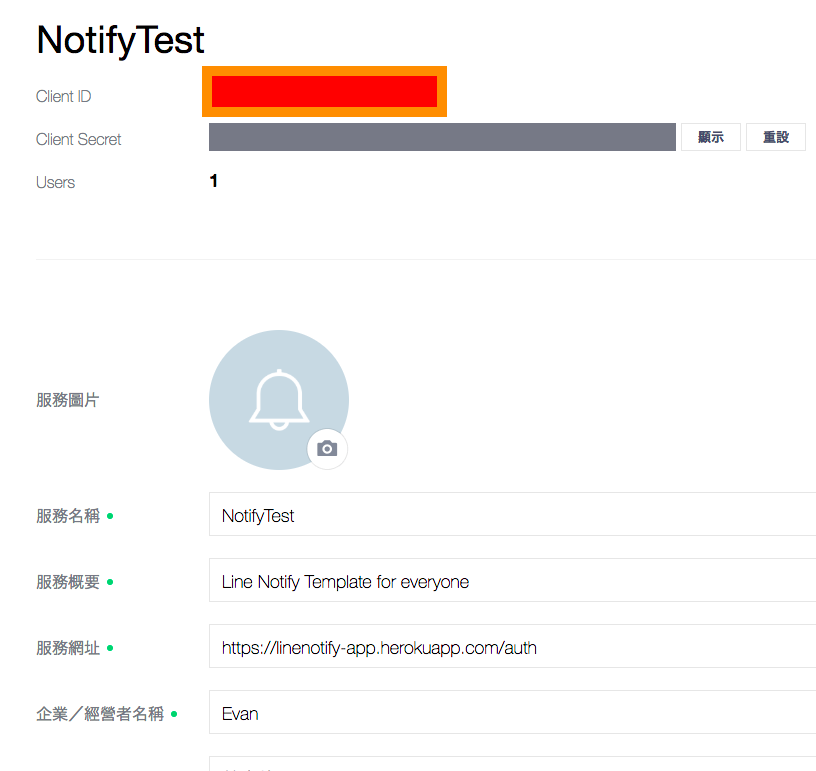 NotifyTest
Client ID
Client Secret 顯示 重設
Users 1
服務圖片
服務名稱 NotifyTest
服務概要 Line Notify Template for everyone
服務網址 https://linenotify-app.herokuapp.com/auth
企業／經營者名稱 Evan